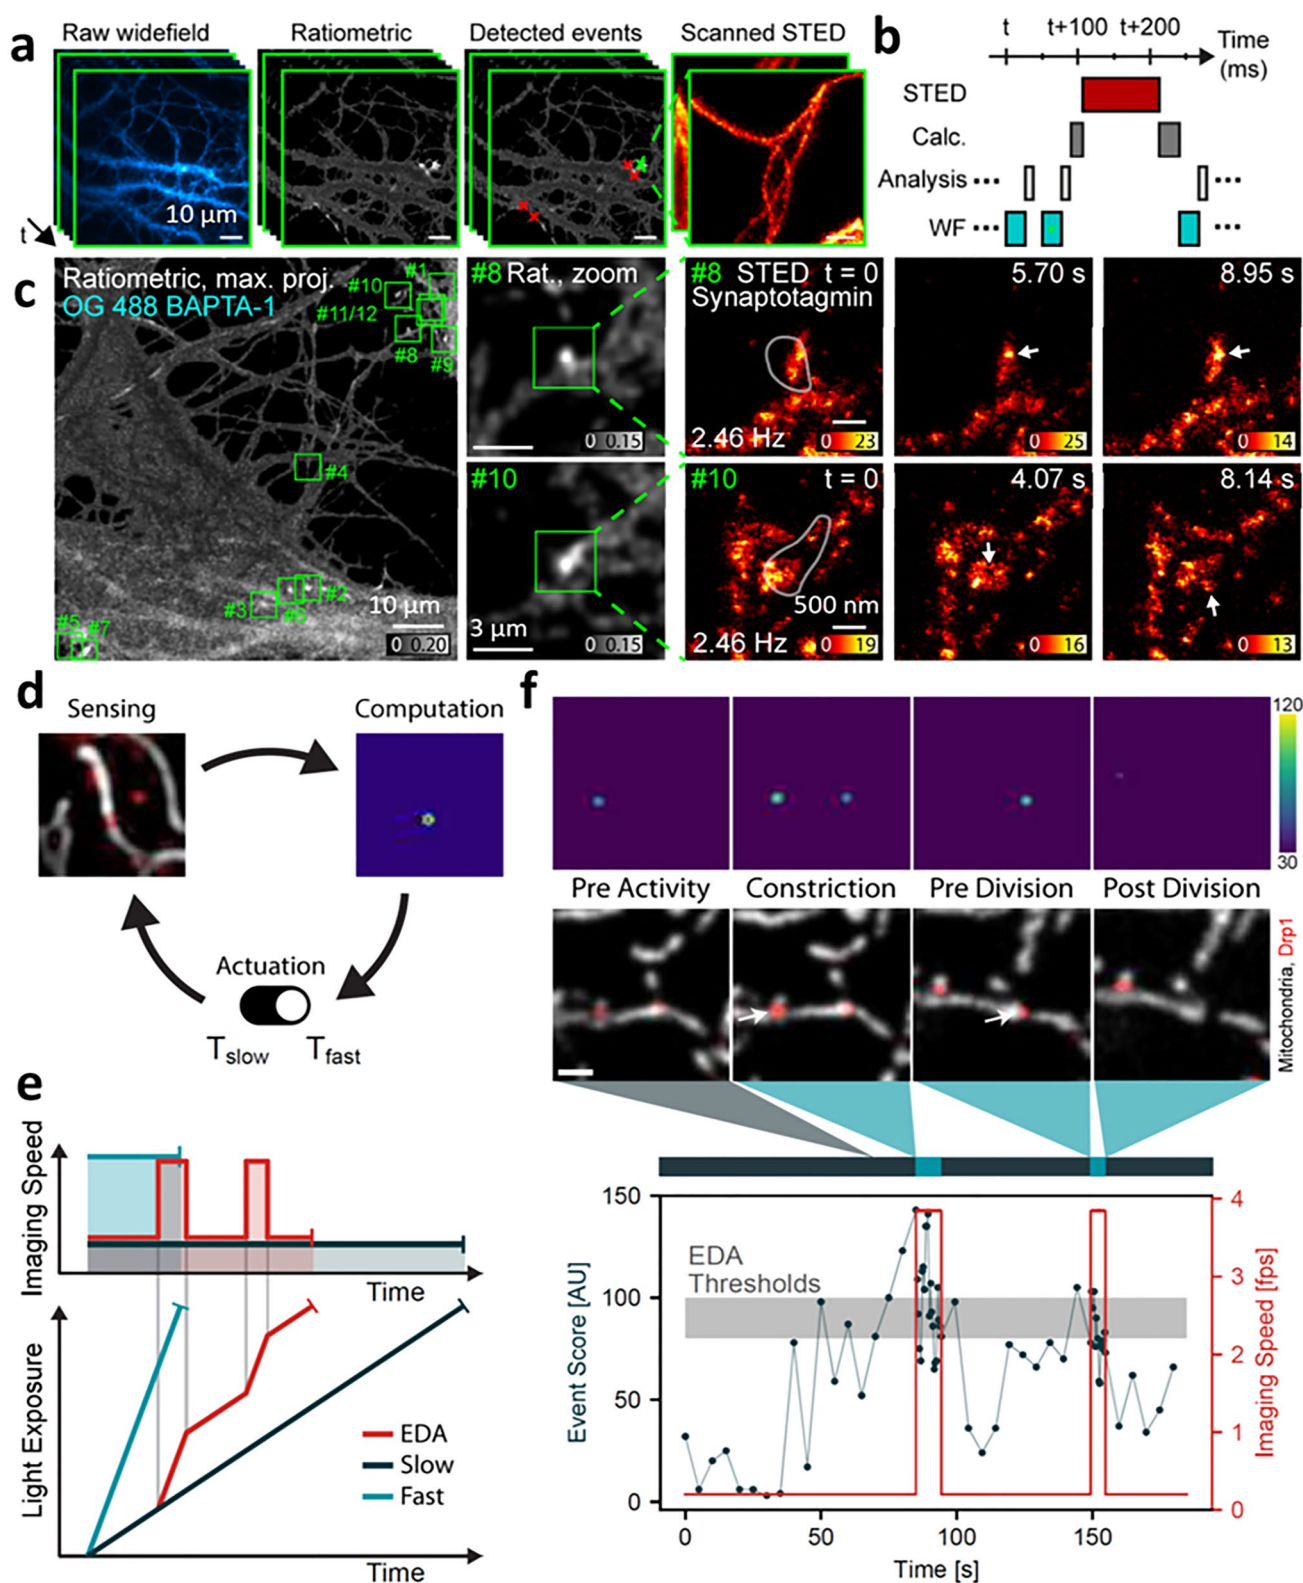 a
Raw widefield
Ratiometric
Detected events
Scanned STED
10 µm
t
b
t
t+100
t+200
Time
(ms)
STED
Calc.
Analysis
WF
c
Ratiometric, max. proj.
OG 488 BAPTA-1
#1
#10
#11/12
#8
#9
#4
#2
#3
#6
#5
#7
10 µm
0 0.20
#8 Rat., zoom
0 0.15
#8 STED t = 0
Synaptotagmin
2.46 Hz
0 23
5.70 s
0 25
8.95 s
0 14
#10
3 µm
0 0.15
#10 t = 0
500 nm
2.46 Hz
0 19
4.07 s
0 16
8.14 s
0 13
d
Sensing
Computation
Actuation
Tslow
Tfast
e
Imaging Speed
Time
Light Exposure
EDA
Slow
Fast
Time
f
120
30
Pre Activity
Constriction
Pre Division
Post Division
Mitochondria, Drp1
150
100
50
0
Event Score [AU]
EDA
Thresholds
4
3
2
1
0
Imaging Speed [fps]
0
50
100
150
Time [s]